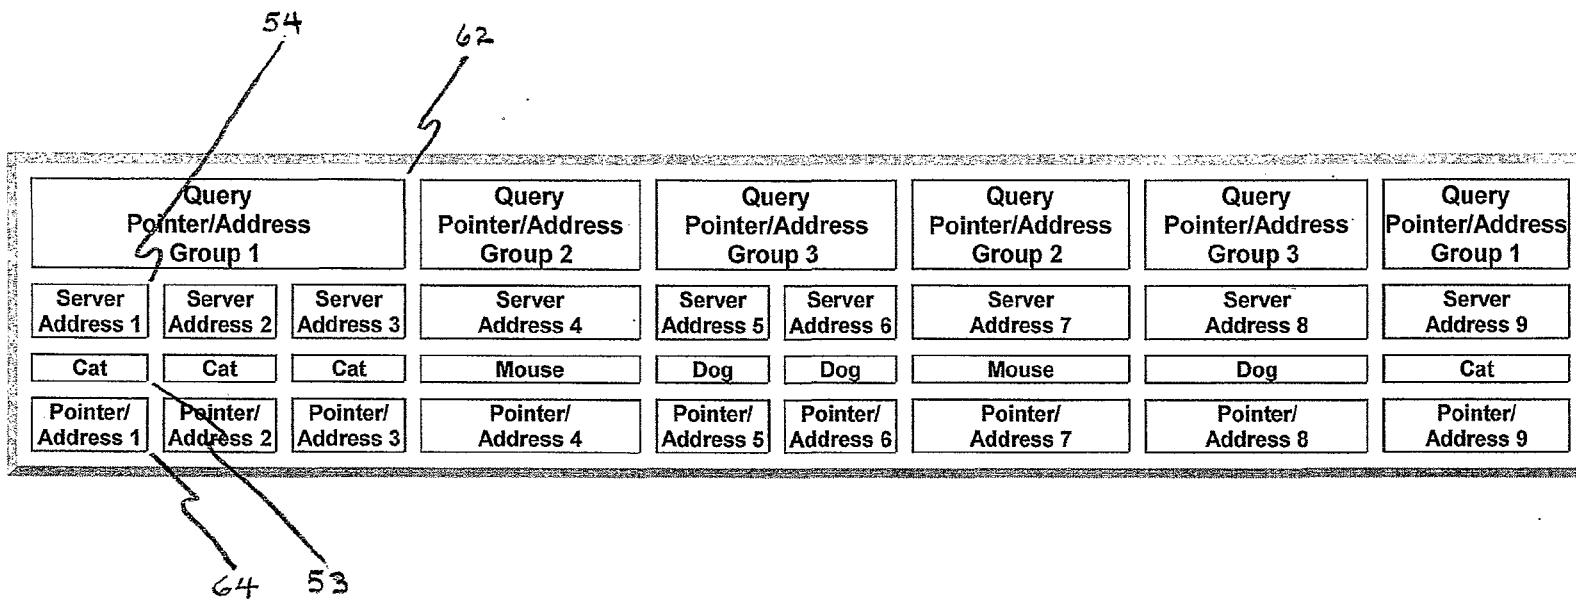 54
62
Query Pointer/Address Group 1
Query Pointer/Address Group 2
Query Pointer/Address Group 3
Query Pointer/Address Group 2
Query Pointer/Address Group 3
Query Pointer/Address Group 1
Server Address 1
Server Address 2
Server Address 3
Server Address 4
Server Address 5
Server Address 6
Server Address 7
Server Address 8
Server Address 9
Cat
Cat
Cat
Mouse
Dog
Dog
Mouse
Dog
Cat
Pointer/ Address 1
Pointer/ Address 2
Pointer/ Address 3
Pointer/ Address 4
Pointer/ Address 5
Pointer/ Address 6
Pointer/ Address 7
Pointer/ Address 8
Pointer/ Address 9
64
53